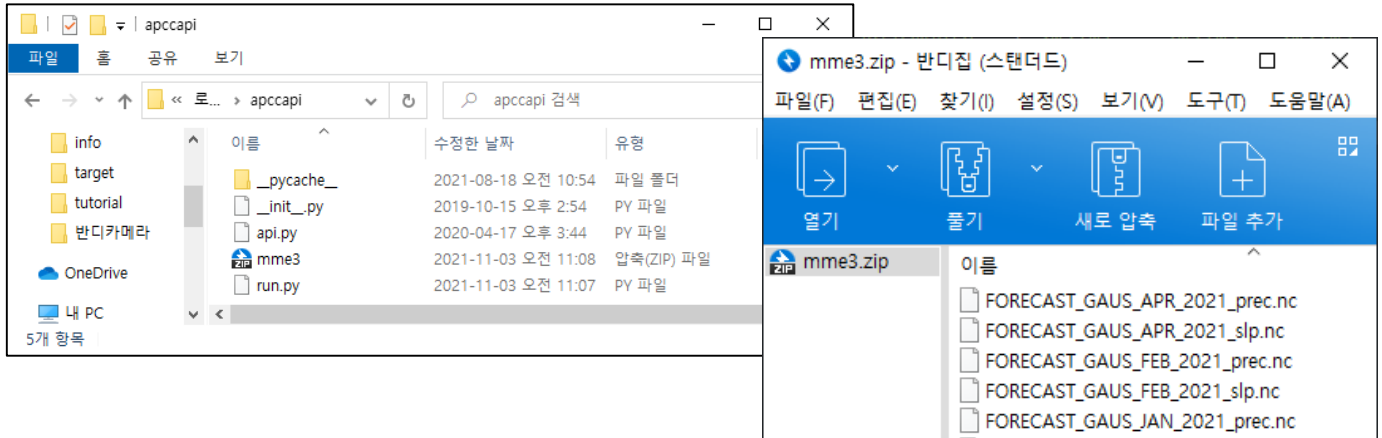 apccapi
파일 홈 공유 보기
« 로... › apccapi
apccapi 검색
info
target
tutorial
반디카메라
OneDrive
내 PC
이름 수정한 날짜 유형
__pycache__ 2021-08-18 오전 10:54 파일 폴더
__init__.py 2019-10-15 오후 2:54 PY 파일
api.py 2020-04-17 오후 3:44 PY 파일
ZIP mme3 2021-11-03 오전 11:08 압축(ZIP) 파일
run.py 2021-11-03 오전 11:07 PY 파일
5개 항목
mme3.zip - 반디집 (스탠더드)
파일(F) 편집(E) 찾기(I) 설정(S) 보기(V) 도구(T) 도움말(A)
열기 풀기 새로 압축 파일 추가
ZIP mme3.zip
이름
FORECAST_GAUS_APR_2021_prec.nc
FORECAST_GAUS_APR_2021_slp.nc
FORECAST_GAUS_FEB_2021_prec.nc
FORECAST_GAUS_FEB_2021_slp.nc
FORECAST_GAUS_JAN_2021_prec.nc